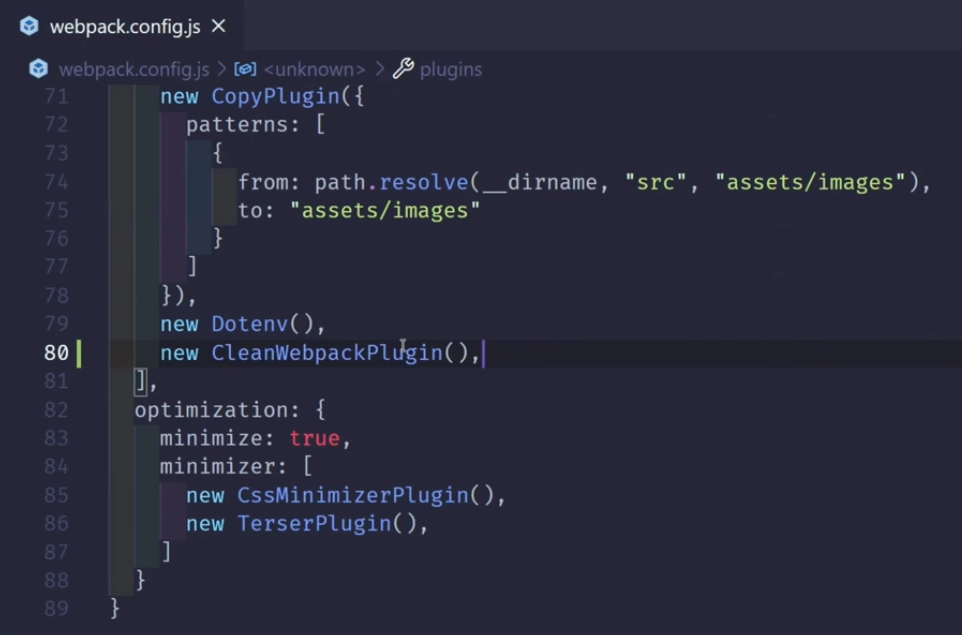 webpack.config.js
webpack.config.js > <unknown> > plugins
71 new CopyPlugin({
72 patterns: [
73 {
74 from: path.resolve(__dirname, "src", "assets/images"),
75 to: "assets/images"
76 }
77 ]
78 }),
79 new Dotenv(),
80 new CleanWebpackPlugin(),
81 ],
82 optimization: {
83 minimize: true,
84 minimizer: [
85 new CssMinimizerPlugin(),
86 new TerserPlugin(),
87 ]
88 }
89 }